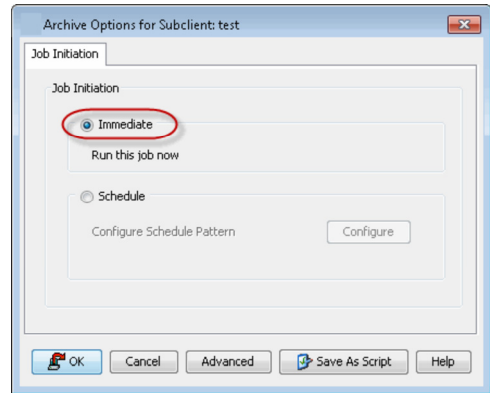 Archive Options for Subclient: test
Job Initiation
Job Initiation
Immediate
Run this job now
Schedule
Configure Schedule Pattern
Configure
OK
Cancel
Advanced
Save As Script
Help